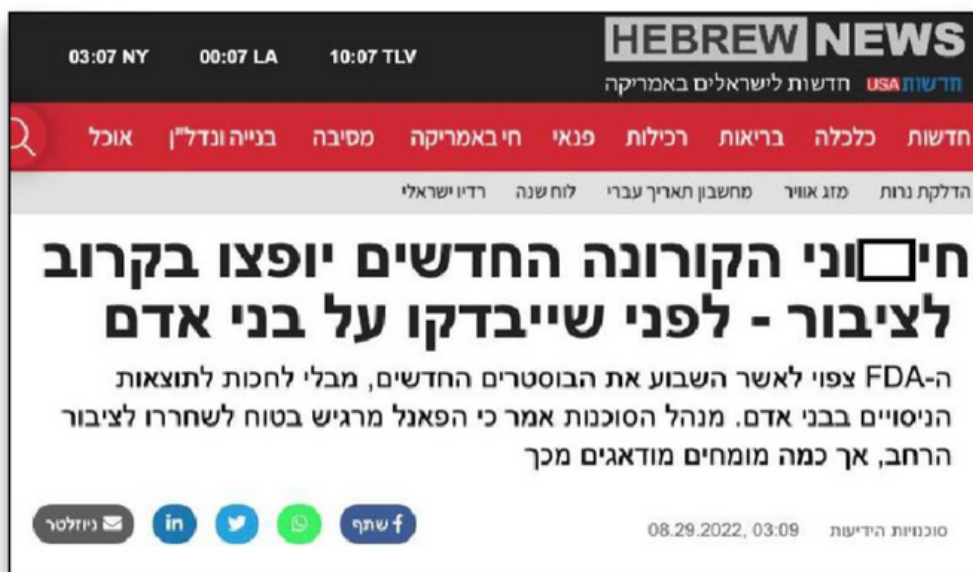 HEBREW NEWS
03:07 NY 00:07 LA 10:07 TLV
חדשות USA חדשות לישראלים באמריקה
חדשות כלכלה בריאות רכילות פנאי חי באמריקה מסיבה בנייה ונדל"ן אוכל
הדלקת נרות מזג אוויר מחשבון תאריך עברי לוח שנה רדיו ישראלי
הקורונה החדשים יופצו בקרוב
לציבור - לפני שייבדקו על בני אדם
ה-FDA צפוי לאשר השבוע את הבוסטרים החדשים, מבלי לחכות לתוצאות
הניסויים בבני אדם. מנהל הסוכנות אמר כי הפאנל מרגיש בטוח לשחררו לציבור
הרחב, אך כמה מומחים מודאגים מכך
סוכנויות הידיעות 08.29.2022, 03:09
שתף f in ניוזלטר